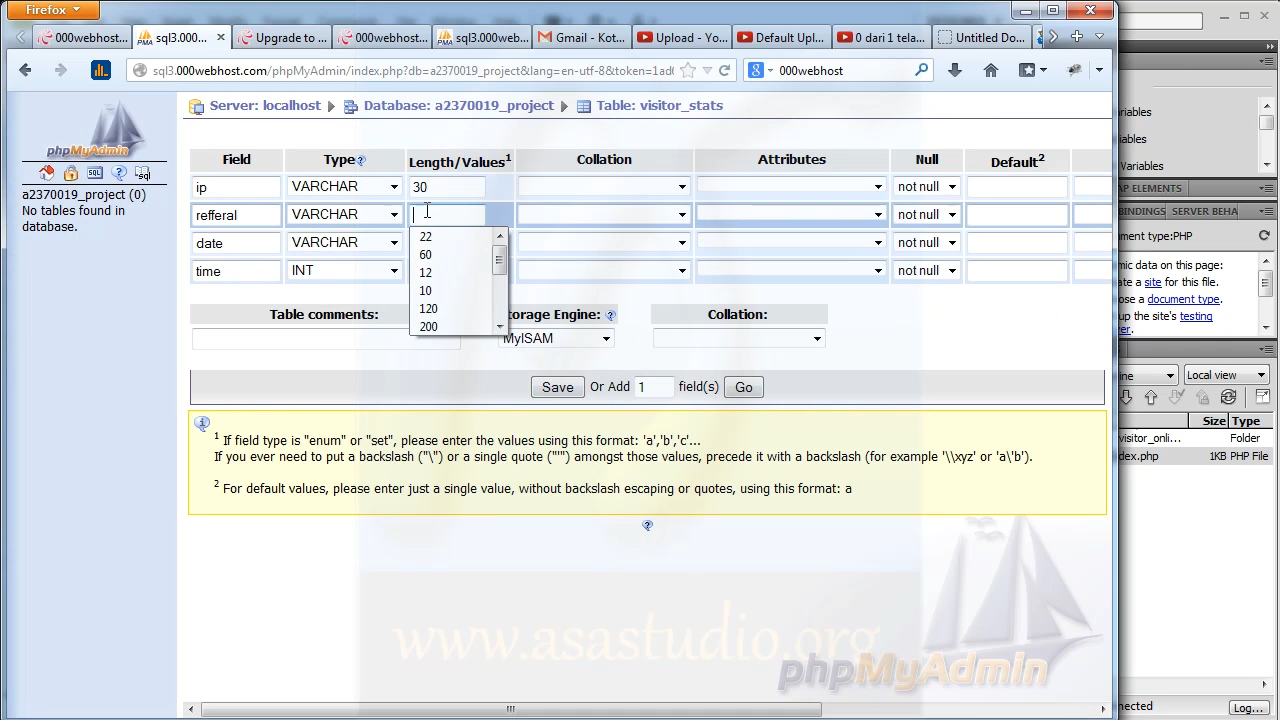 Firefox
000webhost...
sql3.000...
Upgrade to ...
000webhost...
sql3.000web...
Gmail - Kot...
Upload - Yo...
Default Upl...
0 dari 1 tela...
Untitled Do...
sql3.000webhost.com/phpMyAdmin/index.php?db=a2370019_project&lang=en-utf-8&token=1ad
000webhost
phpMyAdmin
a2370019_project (0)
No tables found in
database.
Server: localhost
Database: a2370019_project
Table: visitor_stats
Field Type Length/Values1 Collation Attributes Null Default2
ip VARCHAR 30 not null
refferal VARCHAR not null
date VARCHAR not null
time INT not null
22
60
12
10
120
200
Table comments: torage Engine: Collation:
MyISAM
Save Or Add 1 field(s) Go
1 If field type is "enum" or "set", please enter the values using this format: 'a','b','c'...
If you ever need to put a backslash ("\") or a single quote ("'") amongst those values, precede it with a backslash (for example '\\xyz' or 'a\'b').
2 For default values, please enter just a single value, without backslash escaping or quotes, using this format: a
www.asastudio.org
phpMyAdmin
ariables
riables
Variables
AP ELEMENTS
BINDINGS SERVER BEHA
ocument type:PHP
mic data on this page:
ate a site for this file.
ose a document type.
up the site's testing
ine Local view
Size Type
visitor_onli... Folder
dex.php 1KB PHP File
nected Log...